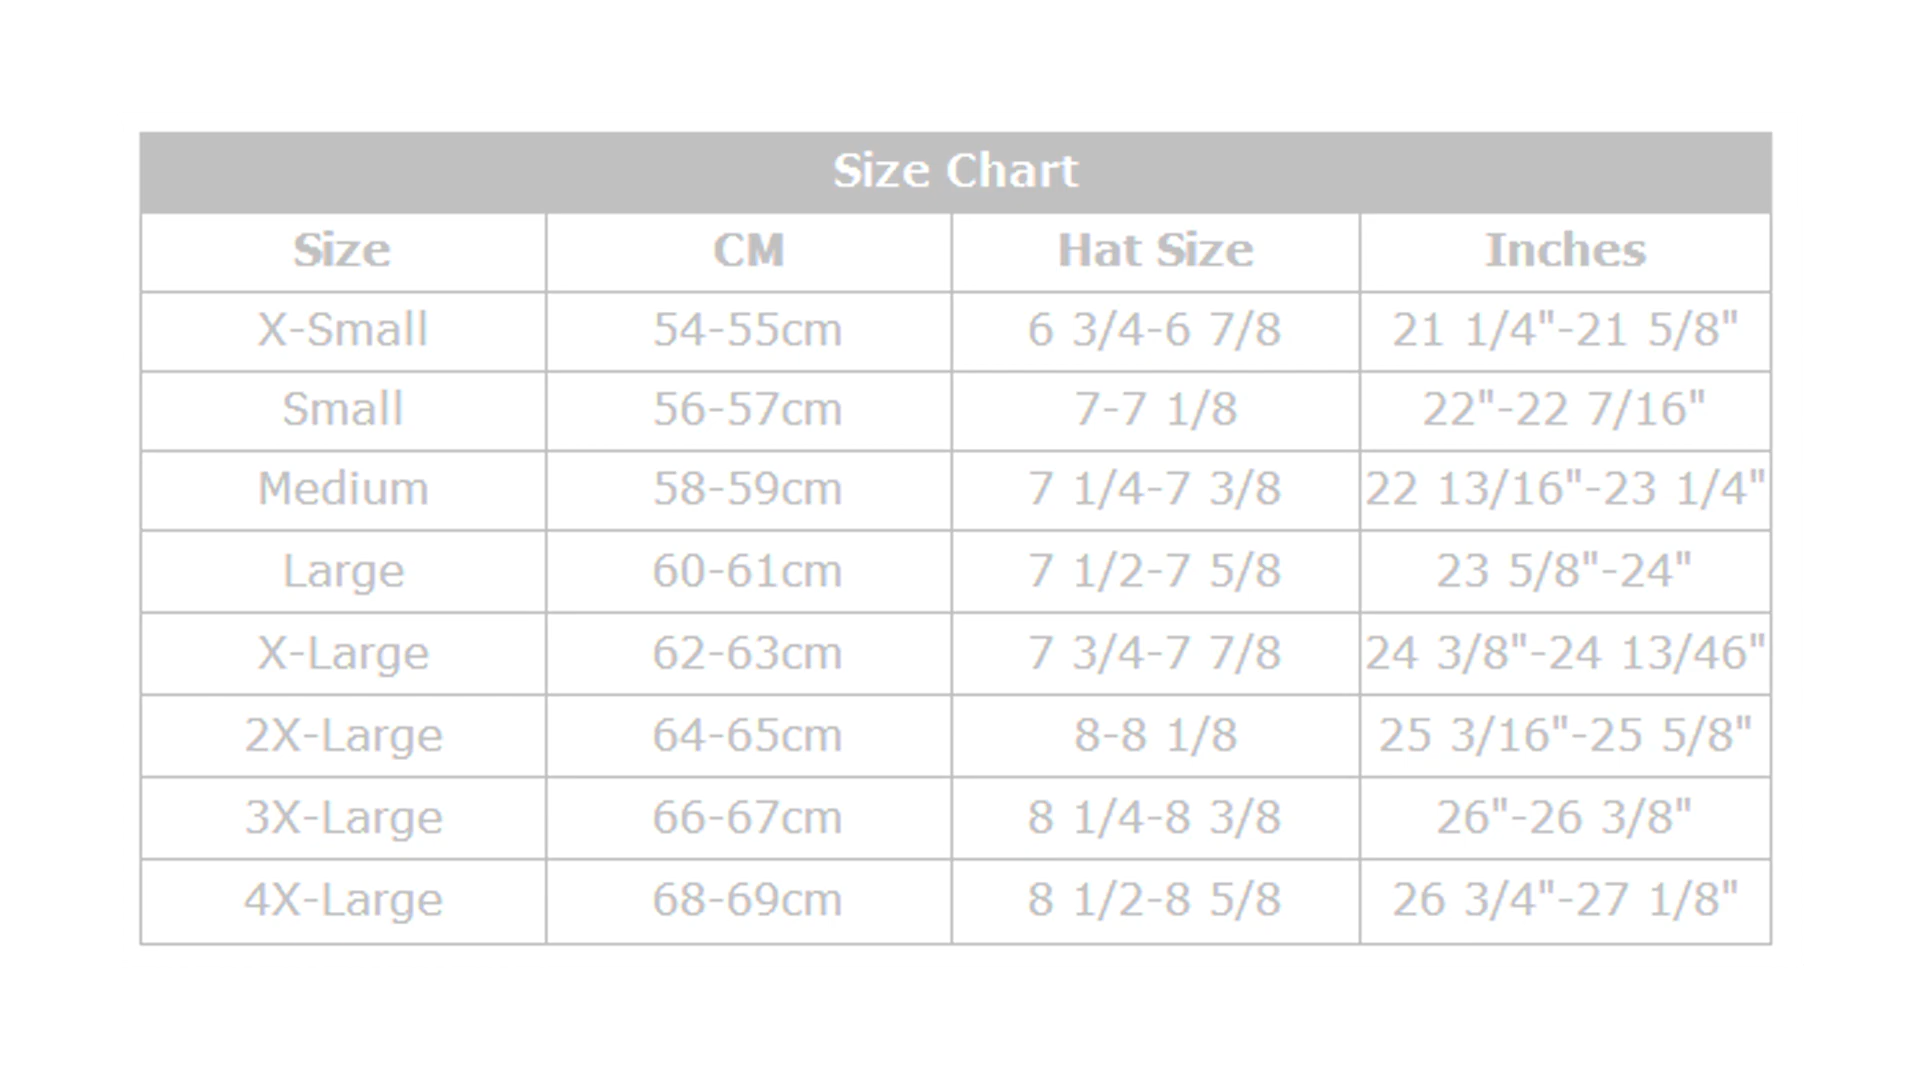 Size Chart
Size CM Hat Size Inches
X-Small 54-55cm 6 3/4-6 7/8 21 1/4"-21 5/8"
Small 56-57cm 7-7 1/8 22"-22 7/16"
Medium 58-59cm 7 1/4-7 3/8 22 13/16"-23 1/4"
Large 60-61cm 7 1/2-7 5/8 23 5/8"-24"
X-Large 62-63cm 7 3/4-7 7/8 24 3/8"-24 13/46"
2X-Large 64-65cm 8-8 1/8 25 3/16"-25 5/8"
3X-Large 66-67cm 8 1/4-8 3/8 26"-26 3/8"
4X-Large 68-69cm 8 1/2-8 5/8 26 3/4"-27 1/8"